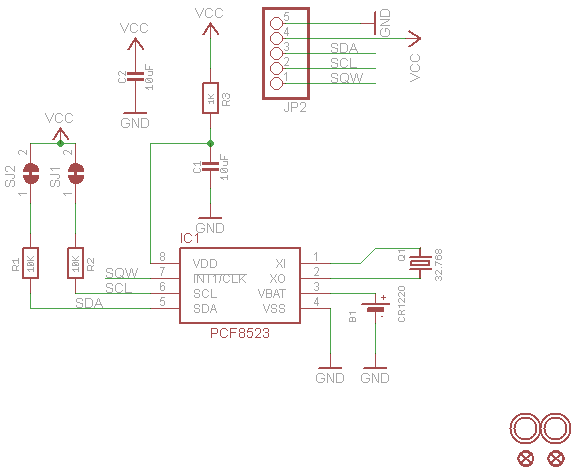 VCC
VCC
GND
C2
10uF
R3
1K
GND
C1
10uF
GND
5
4
3
2
1
SDA
SCL
SQW
JP2
VCC
VCC
SJ2
2
1
SJ1
2
1
R1
10K
R2
10K
IC1
SQW
SCL
SDA
8
7
6
5
VDD
INT1/CLK
SCL
SDA
XI
XO
VBAT
VSS
1
2
3
4
PCF8523
Q1
32.768
B1
+
-
CR1220
GND
GND